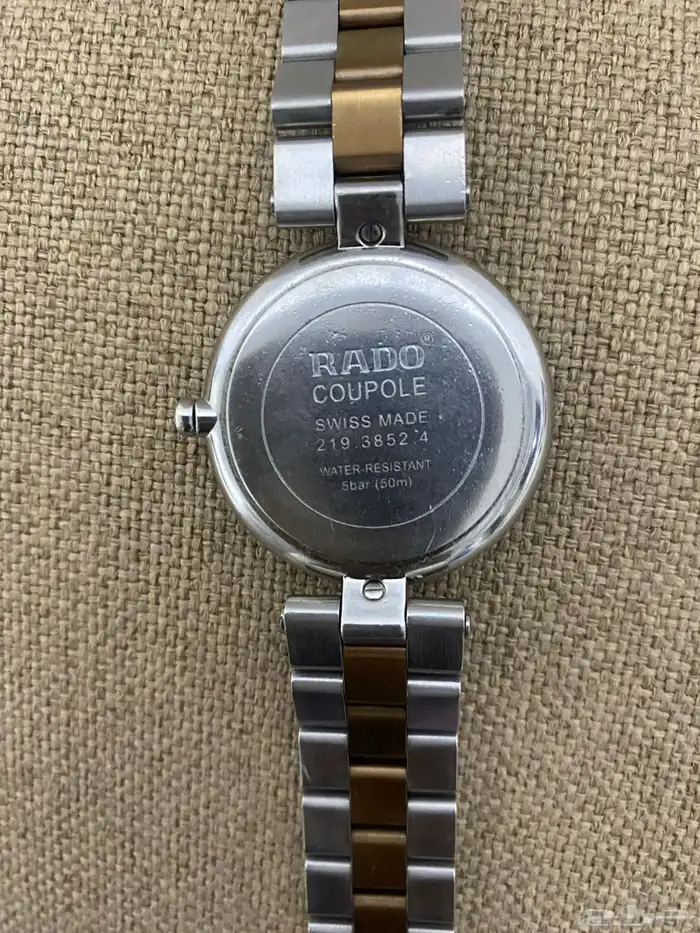 RADO®
COUPOLE
SWISS MADE
219.3852.4
WATER-RESISTANT
5bar (50m)